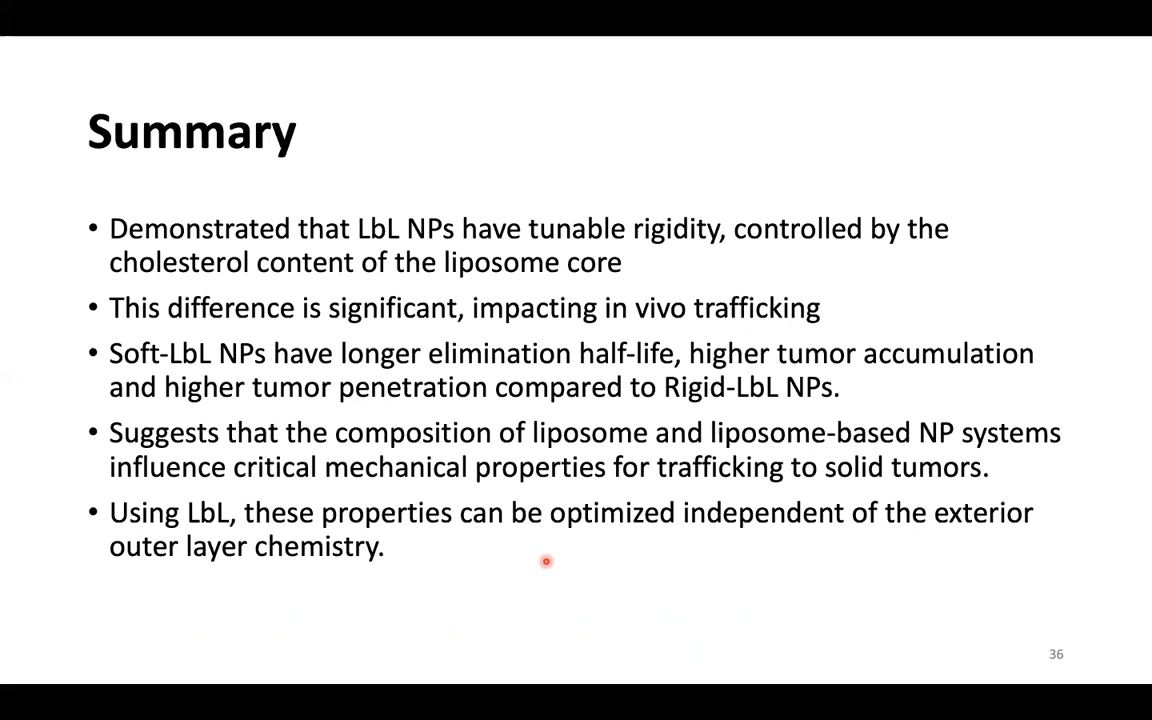 Summary
• Demonstrated that LbL NPs have tunable rigidity, controlled by the
cholesterol content of the liposome core
• This difference is significant, impacting in vivo trafficking
• Soft-LbL NPs have longer elimination half-life, higher tumor accumulation
and higher tumor penetration compared to Rigid-LbL NPs.
• Suggests that the composition of liposome and liposome-based NP systems
influence critical mechanical properties for trafficking to solid tumors.
• Using LbL, these properties can be optimized independent of the exterior
outer layer chemistry.
36